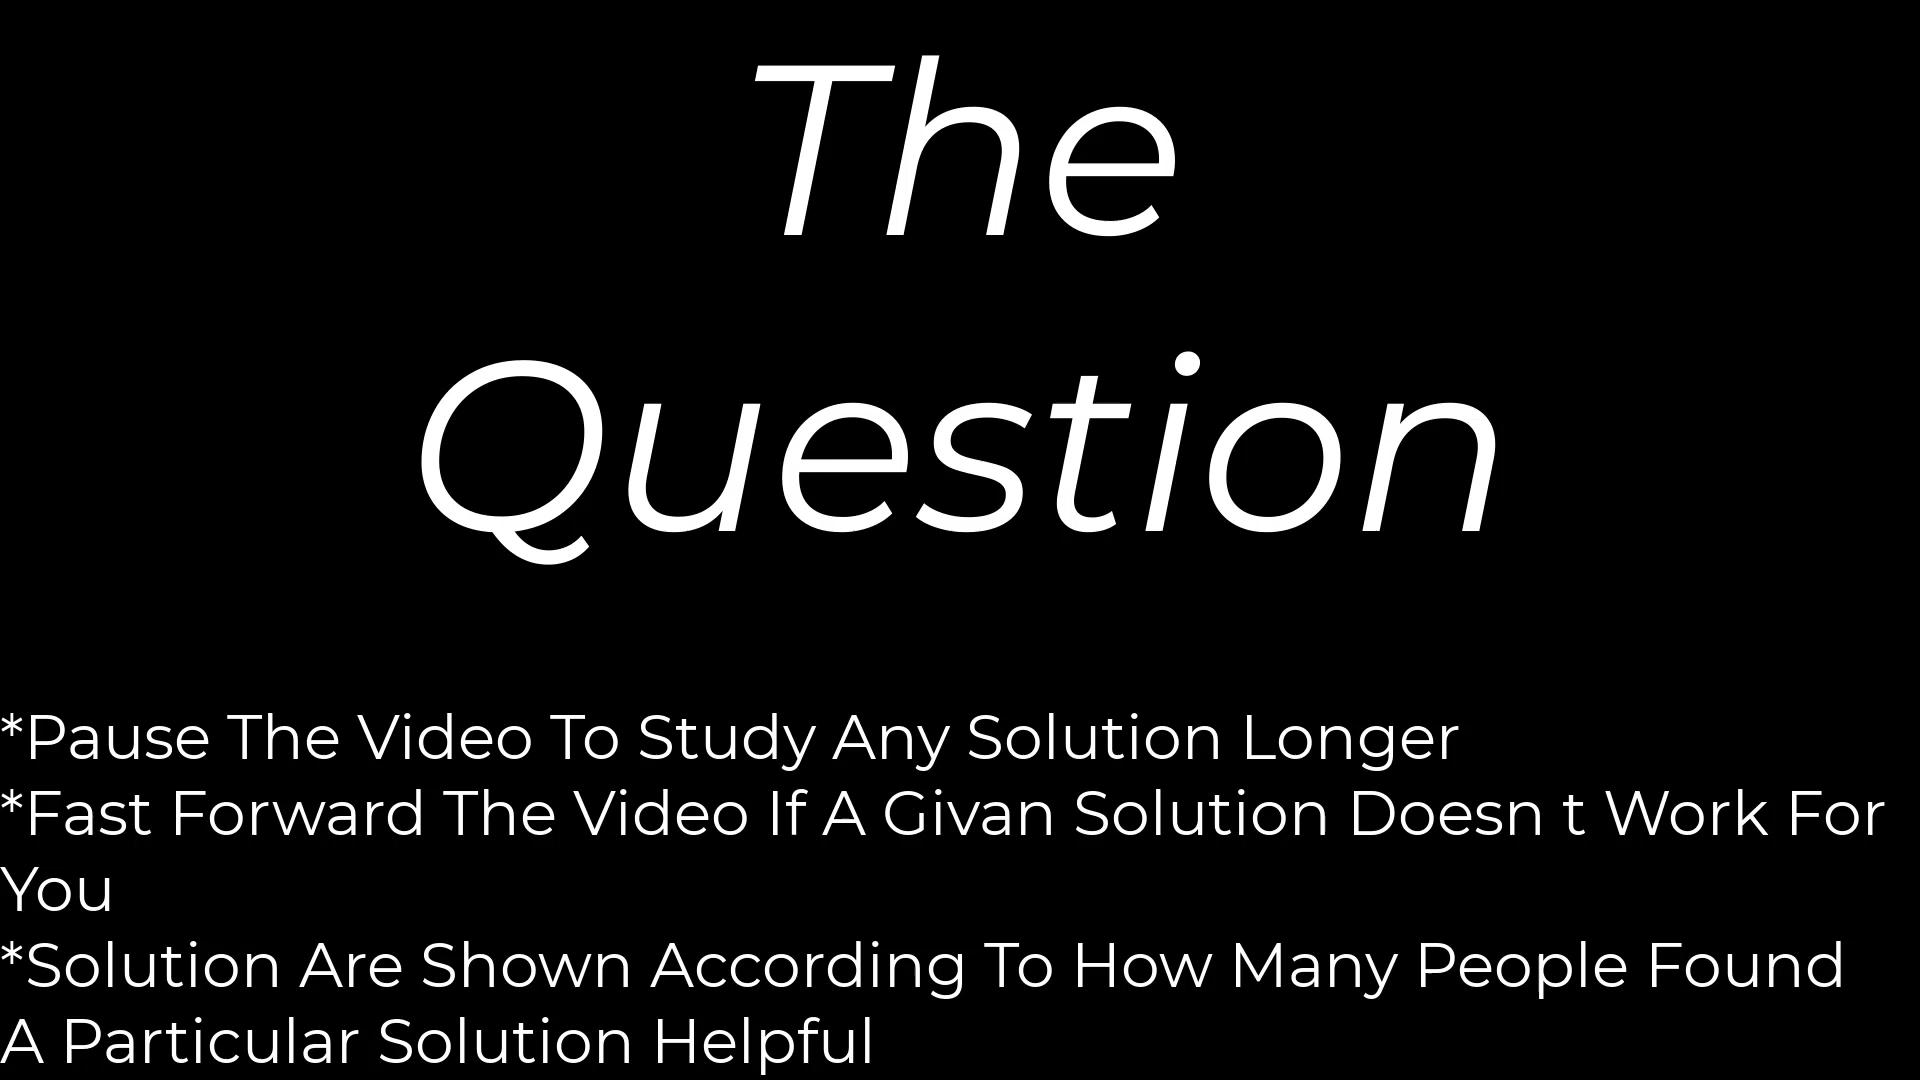 The
Question
*Pause The Video To Study Any Solution Longer
*Fast Forward The Video If A Givan Solution Doesn t Work For
You
*Solution Are Shown According To How Many People Found
A Particular Solution Helpful